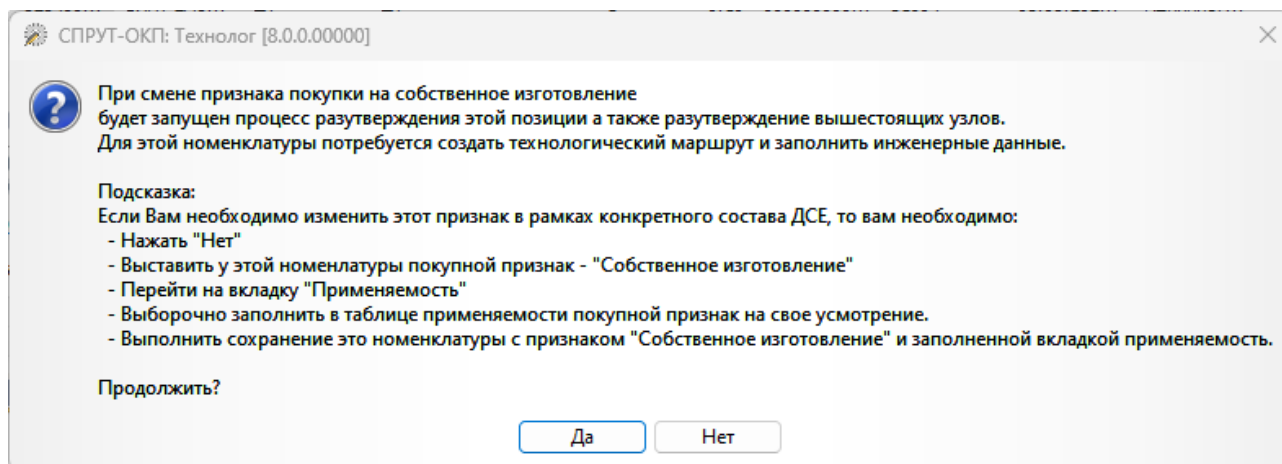 СПРУТ-ОКП: Технолог [8.0.0.00000]
При смене признака покупки на собственное изготовление
будет запущен процесс разутверждения этой позиции а также разутверждение вышестоящих узлов.
Для этой номенклатуры потребуется создать технологический маршрут и заполнить инженерные данные.
Подсказка:
Если Вам необходимо изменить этот признак в рамках конкретного состава ДСЕ, то вам необходимо:
- Нажать "Нет"
- Выставить у этой номенлатуры покупной признак - "Собственное изготовление"
- Перейти на вкладку "Применяемость"
- Выборочно заполнить в таблице применяемости покупной признак на свое усмотрение.
- Выполнить сохранение это номенклатуры с признаком "Собственное изготовление" и заполненной вкладкой применяемость.
Продолжить?
Да
Нет